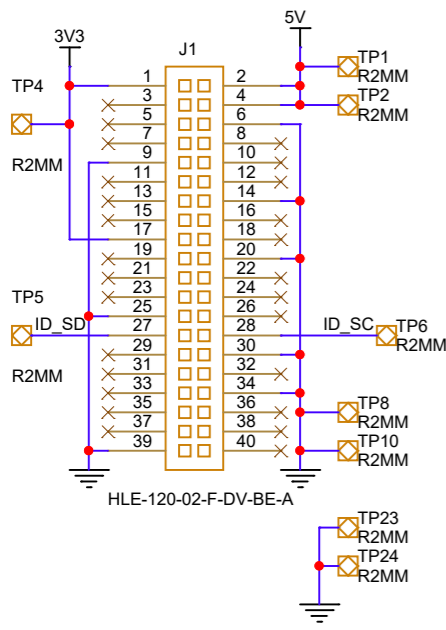 3V3
5V
J1
TP4
R2MM
TP1
R2MM
TP2
R2MM
1 2
3 4
5 6
7 8
9 10
11 12
13 14
15 16
17 18
19 20
21 22
23 24
25 26
27 28
29 30
31 32
33 34
35 36
37 38
39 40
TP5
ID_SD
R2MM
ID_SC
TP6
R2MM
TP8
R2MM
TP10
R2MM
HLE-120-02-F-DV-BE-A
TP23
R2MM
TP24
R2MM